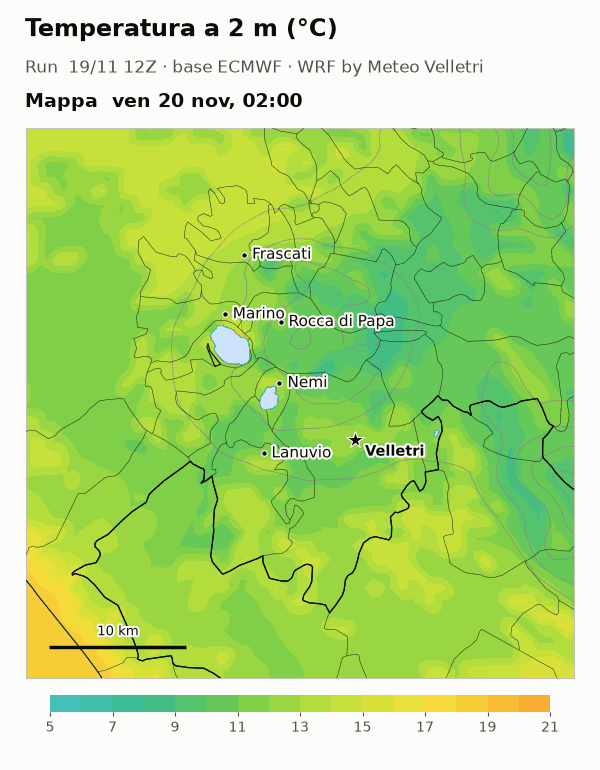 Temperatura a 2 m (°C)
Run  19/11 12Z · base ECMWF · WRF by Meteo Velletri
Mappa  ven 20 nov, 02:00
Frascati
Marino
Rocca di Papa
Nemi
Velletri
Lanuvio
10 km
5 7 9 11 13 15 17 19 21